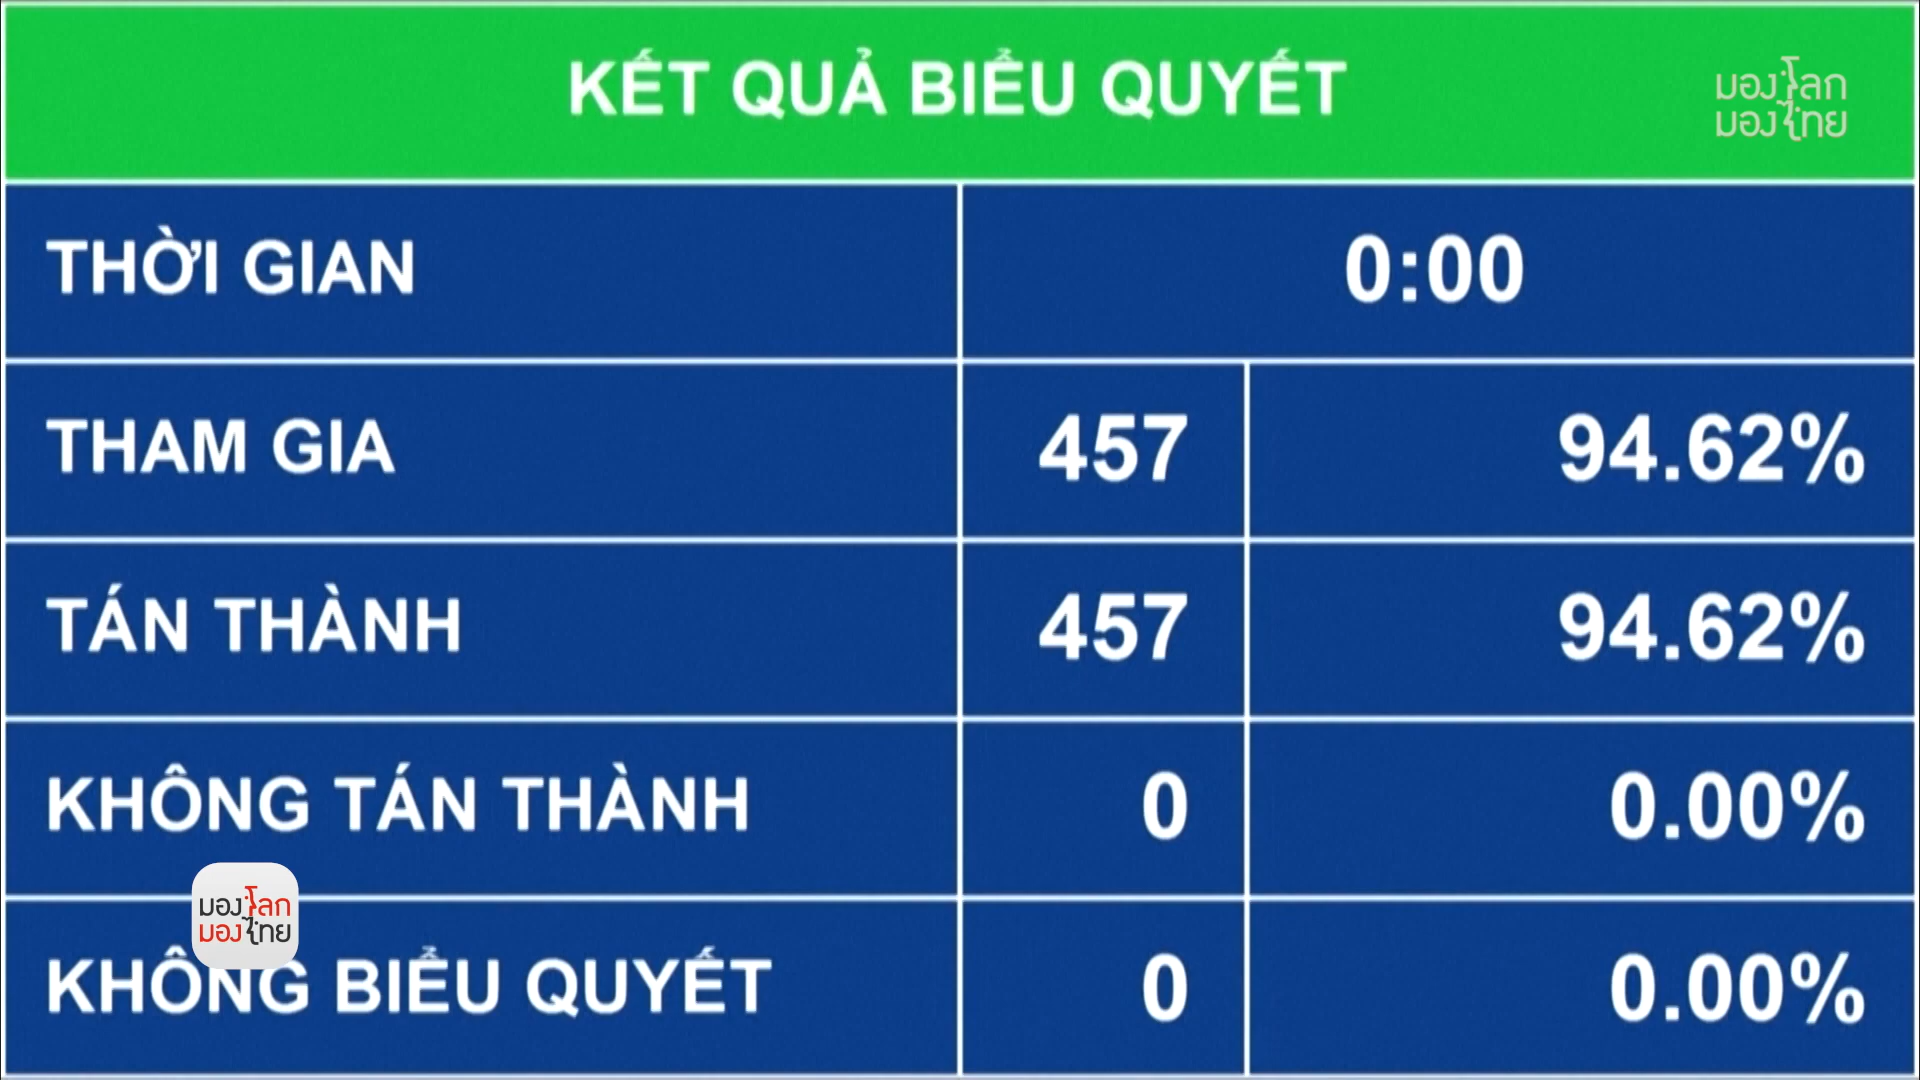 KẾT QUẢ BIỂU QUYẾT
มองโลก
มองไทย
THỜI GIAN 0:00
THAM GIA 457 94.62%
TÁN THÀNH 457 94.62%
KHÔNG TÁN THÀNH 0 0.00%
มองโลก
มองไทย
KHÔNG BIỂU QUYẾT 0 0.00%